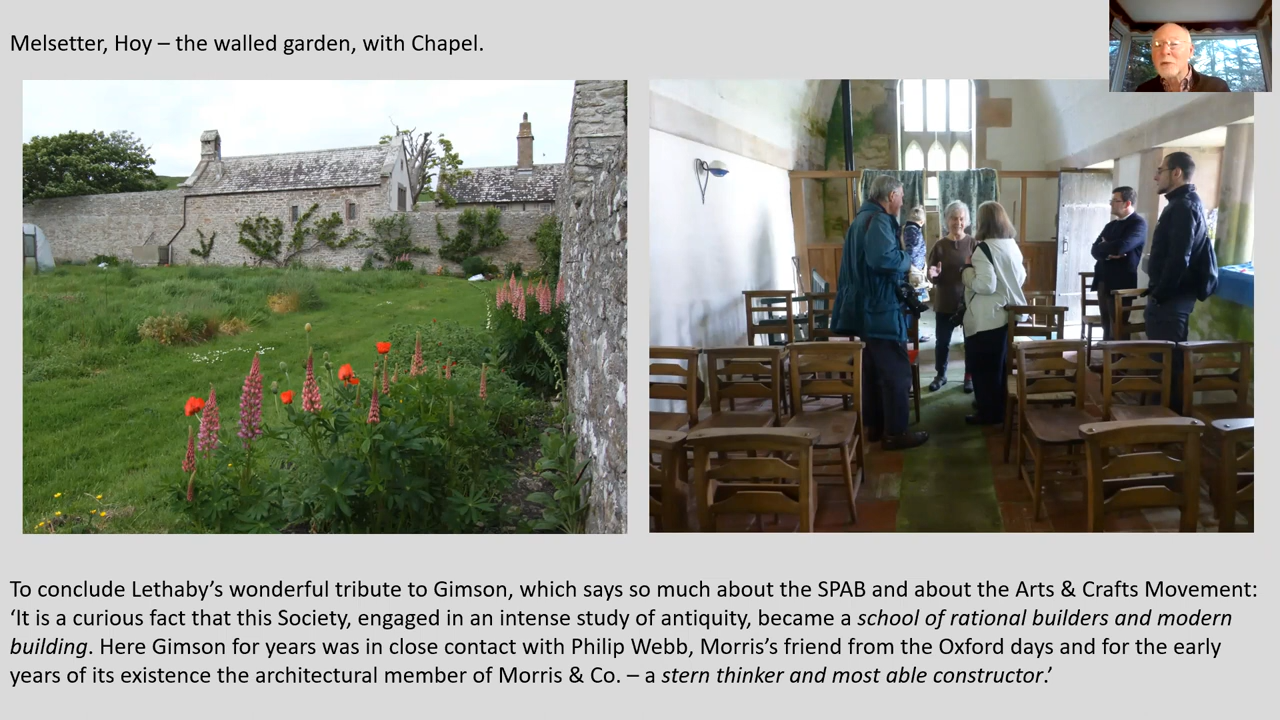 Melsetter, Hoy – the walled garden, with Chapel.
To conclude Lethaby’s wonderful tribute to Gimson, which says so much about the SPAB and about the Arts & Crafts Movement:
‘It is a curious fact that this Society, engaged in an intense study of antiquity, became a school of rational builders and modern
building. Here Gimson for years was in close contact with Philip Webb, Morris’s friend from the Oxford days and for the early
years of its existence the architectural member of Morris & Co. – a stern thinker and most able constructor.’